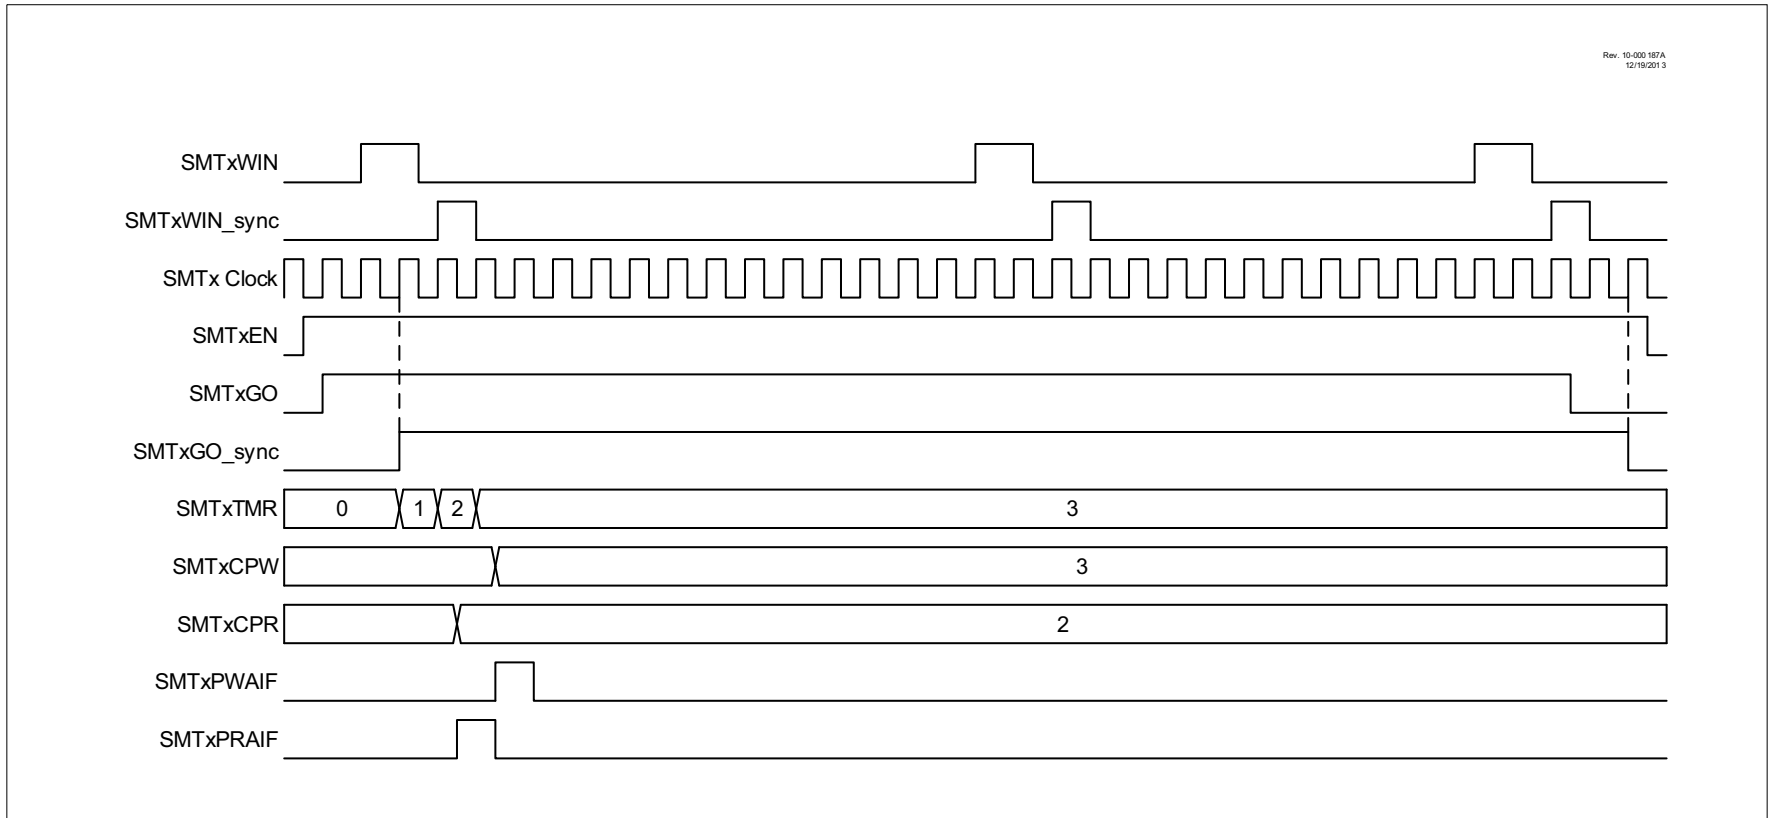 Rev. 10-000 187A
12/19/201 3
SMTxWIN
SMTxWIN_sync
SMTx Clock
SMTxEN
SMTxGO
SMTxGO_sync
SMTxTMR 0 1 2 3
SMTxCPW 3
SMTxCPR 2
SMTxPWAIF
SMTxPRAIF